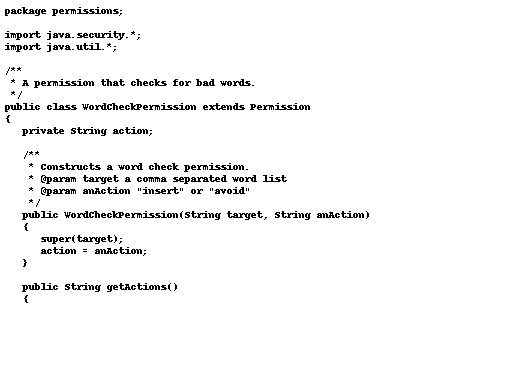 package permissions;
import java.security.*;
import java.util.*;
/**
* A permission that checks for bad words.
*/
public class WordCheckPermission extends Permission
{
private String action;
/**
* Constructs a word check permission.
* @param target a comma separated word list
* @param anAction "insert" or "avoid"
*/
public WordCheckPermission(String target, String anAction)
{
super(target);
action = anAction;
}
public String getActions()
{